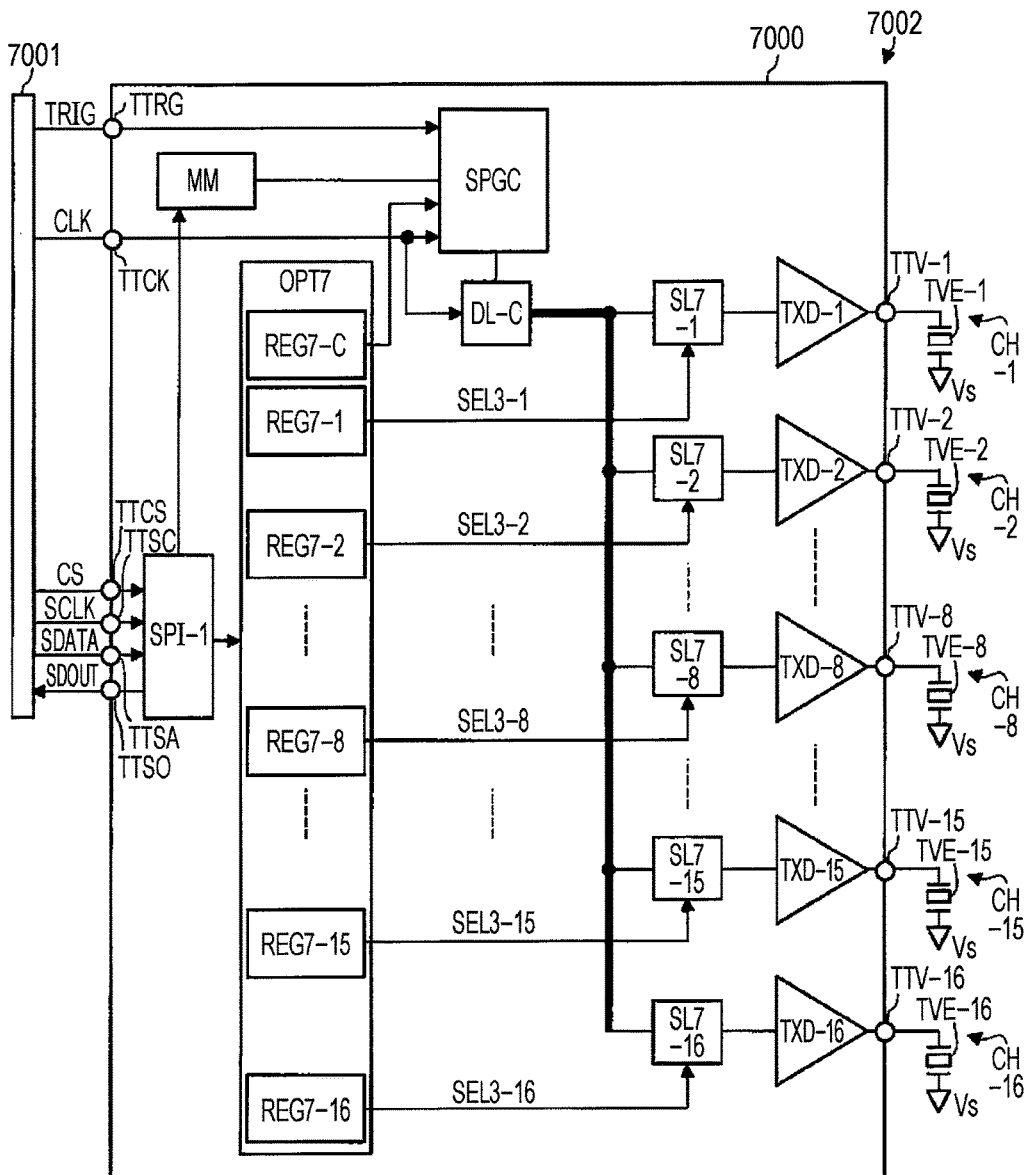 7002
7001
7000
TRIG
TTRG
MM
SPGC
CLK
TTCK
OPT7
DL-C
REG7-C
REG7-1
SEL3-1
SL7
-1
TXD-1
TTV-1
TVE-1
CH
-1
Vs
REG7-2
SEL3-2
SL7
-2
TXD-2
TTV-2
TVE-2
CH
-2
Vs
TTCS
TTSC
CS
SCLK
SDATA
SDOUT
SPI-1
TTSA
TTSO
REG7-8
SEL3-8
SL7
-8
TXD-8
TTV-8
TVE-8
CH
-8
Vs
REG7-15
SEL3-15
SL7
-15
TXD-15
TTV-15
TVE-15
CH
-15
Vs
REG7-16
SEL3-16
SL7
-16
TXD-16
TTV-16
TVE-16
CH
-16
Vs